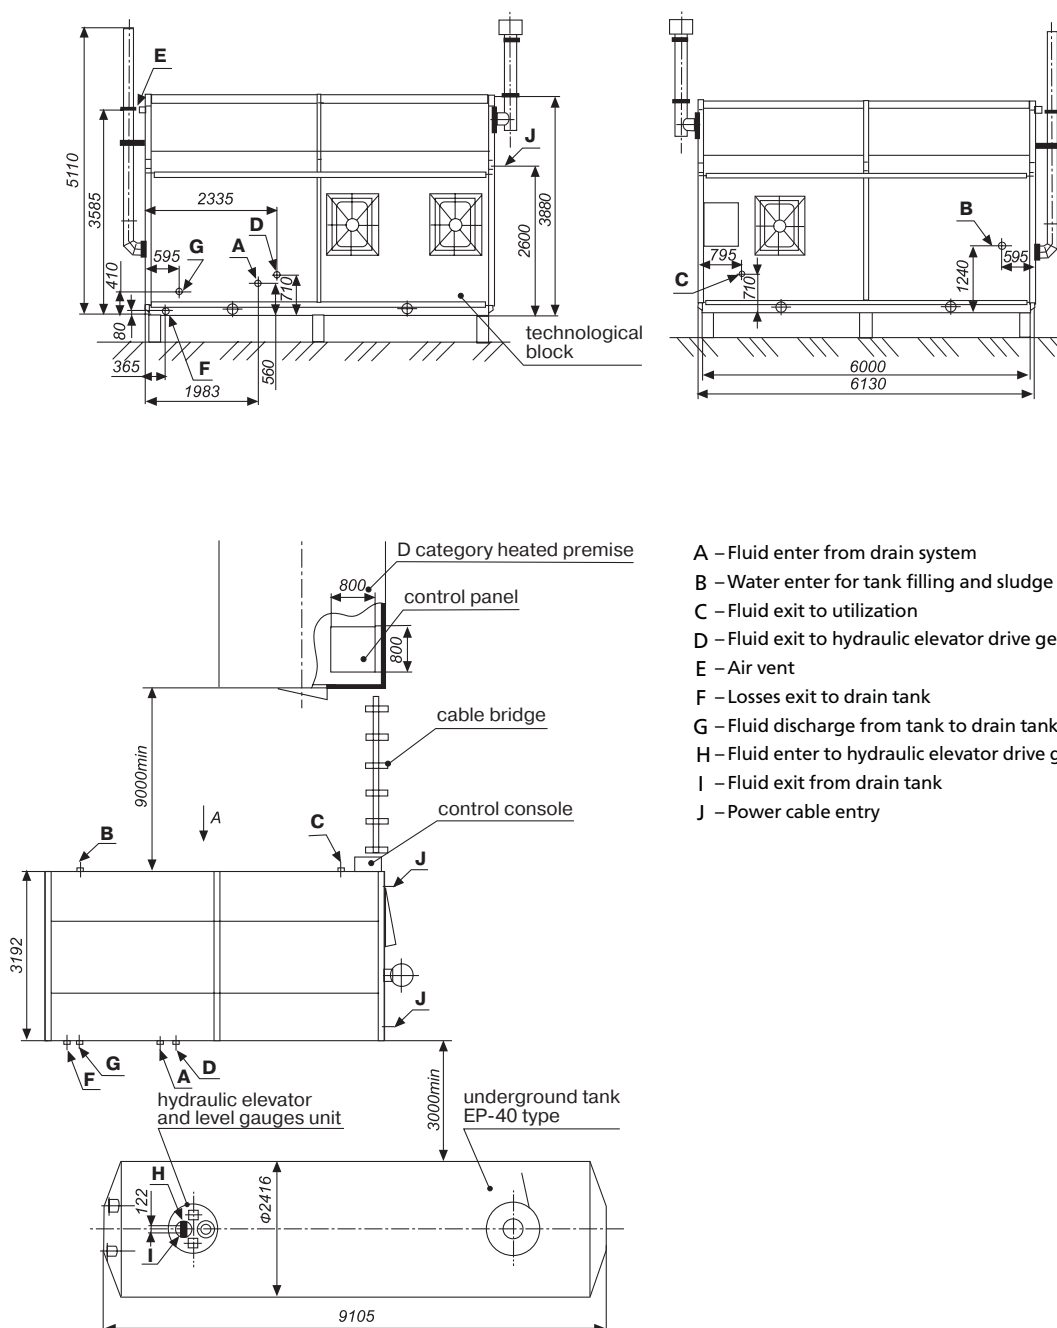 E
J
5110
3585
2335
D
G
A
595
410
710
2600
3880
80
365
F
560
1983
technological
block
B
795
595
C
710
1240
6000
6130
D category heated premise
800
control panel
800
cable bridge
9000min
A
control console
B
C
J
3192
J
F
G
A
D
3000min
hydraulic elevator
and level gauges unit
underground tank
EP-40 type
H
122
I
Φ2416
9105
A – Fluid enter from drain system
B – Water enter for tank filling and sludge
C – Fluid exit to utilization
D – Fluid exit to hydraulic elevator drive ge
E – Air vent
F – Losses exit to drain tank
G – Fluid discharge from tank to drain tank
H – Fluid enter to hydraulic elevator drive g
I – Fluid exit from drain tank
J – Power cable entry